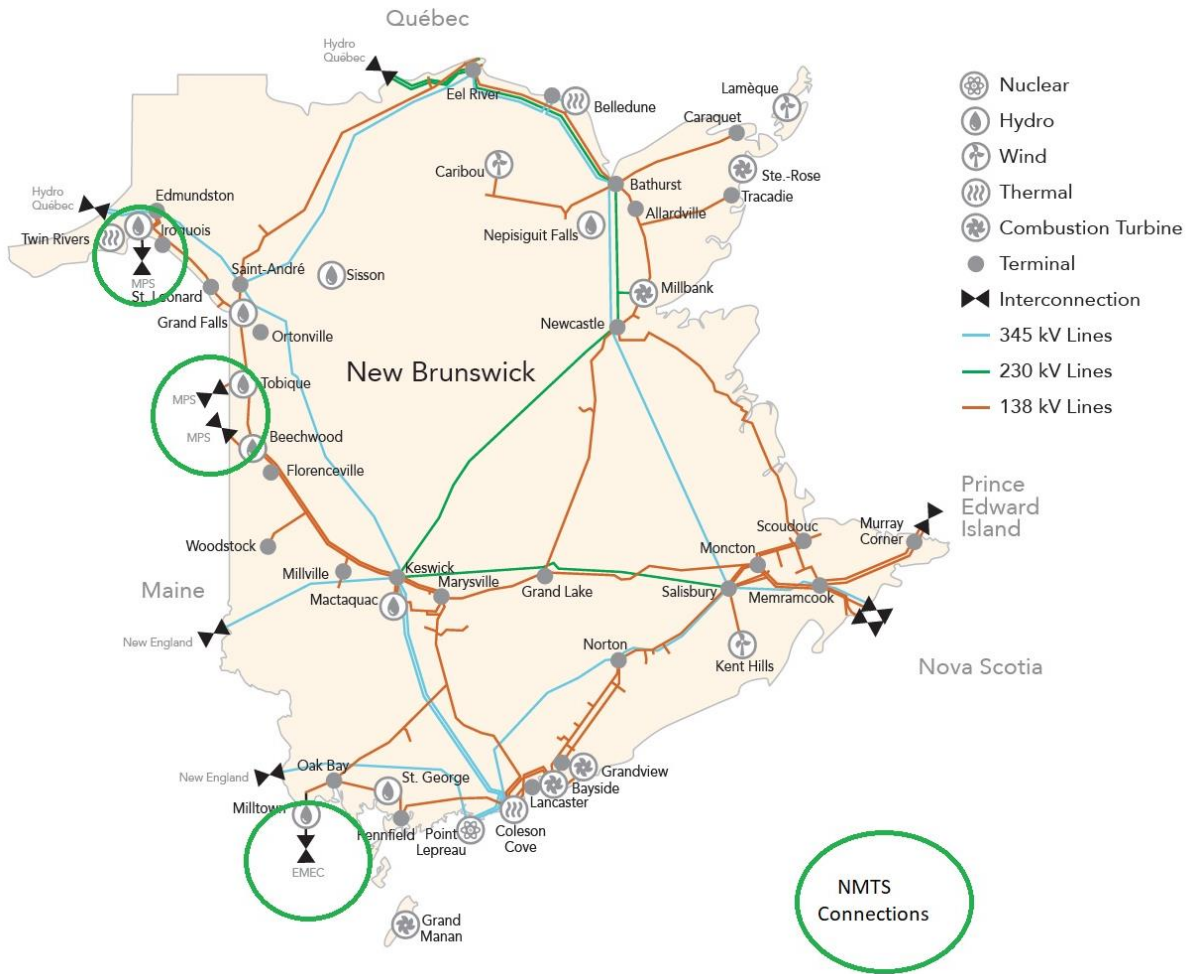 Québec
Hydro
Québec
Eel River
Belledune
Lamèque
Caraquet
Caribou
Ste.-Rose
Bathurst
Tracadie
Allardville
Nepisiguit Falls
Hydro
Québec
Edmundston
Twin Rivers
Iroquois
MPS
St. Leonard
Saint-André
Sisson
Grand Falls
Ortonville
Millbank
Newcastle
New Brunswick
Tobique
MPS
MPS
Beechwood
Florenceville
Woodstock
Millville
Keswick
Mactaquac
Marysville
Grand Lake
Maine
New England
Moncton
Scoudouc
Murray
Corner
Prince
Edward
Island
Salisbury
Memramcook
Kent Hills
Norton
Nova Scotia
New England
Oak Bay
St. George
Grandview
Bayside
Lancaster
Milltown
Pennfield
Point
Lepreau
Coleson
Cove
EMEC
Grand
Manan
Nuclear
Hydro
Wind
Thermal
Combustion Turbine
Terminal
Interconnection
345 kV Lines
230 kV Lines
138 kV Lines
NMTS
Connections